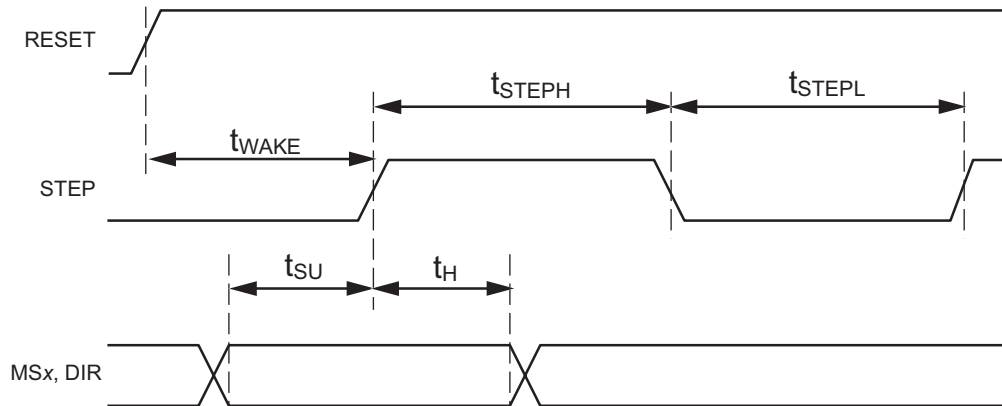 RESET
tSTEPH
tSTEPL
tWAKE
STEP
tSU
tH
MSx, DIR